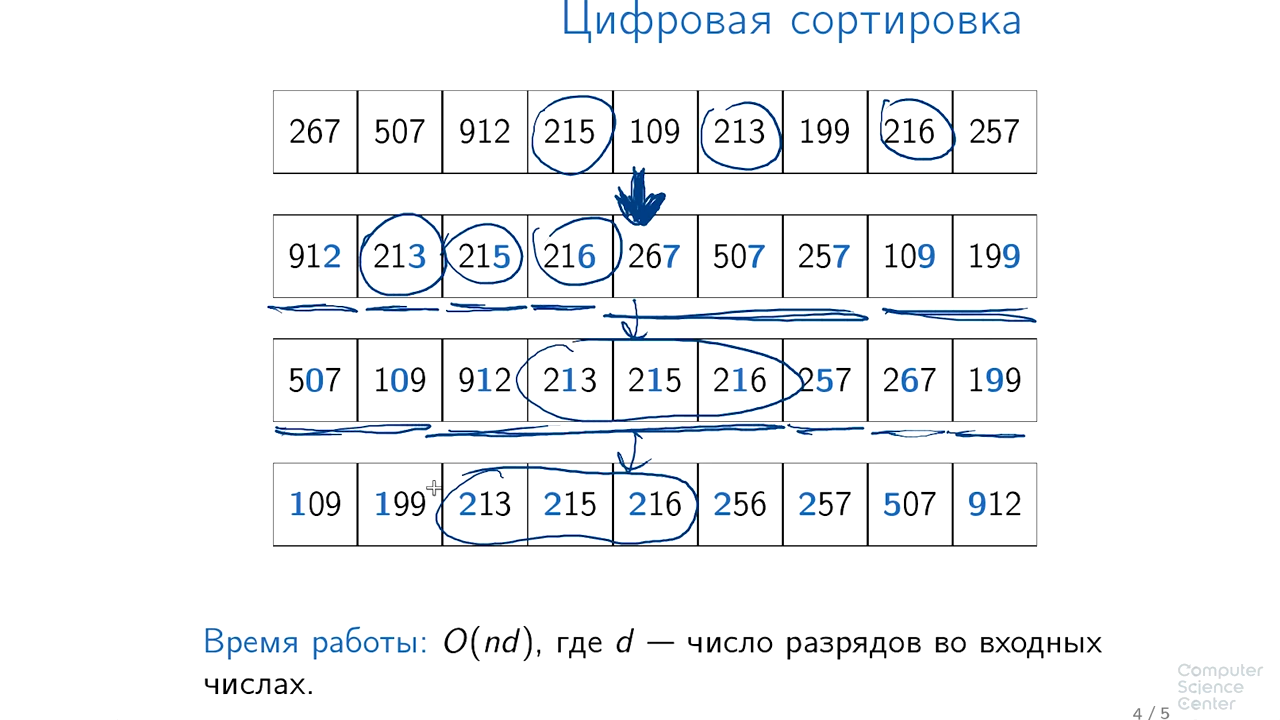 Цифровая сортировка
267 507 912 215 109 213 199 216 257
912 213 215 216 267 507 257 109 199
507 109 912 213 215 216 257 267 199
109 199 213 215 216 256 257 507 912
Время работы: O(nd), где d — число разрядов во входных
числах.
Computer
Science
Center
4 / 5